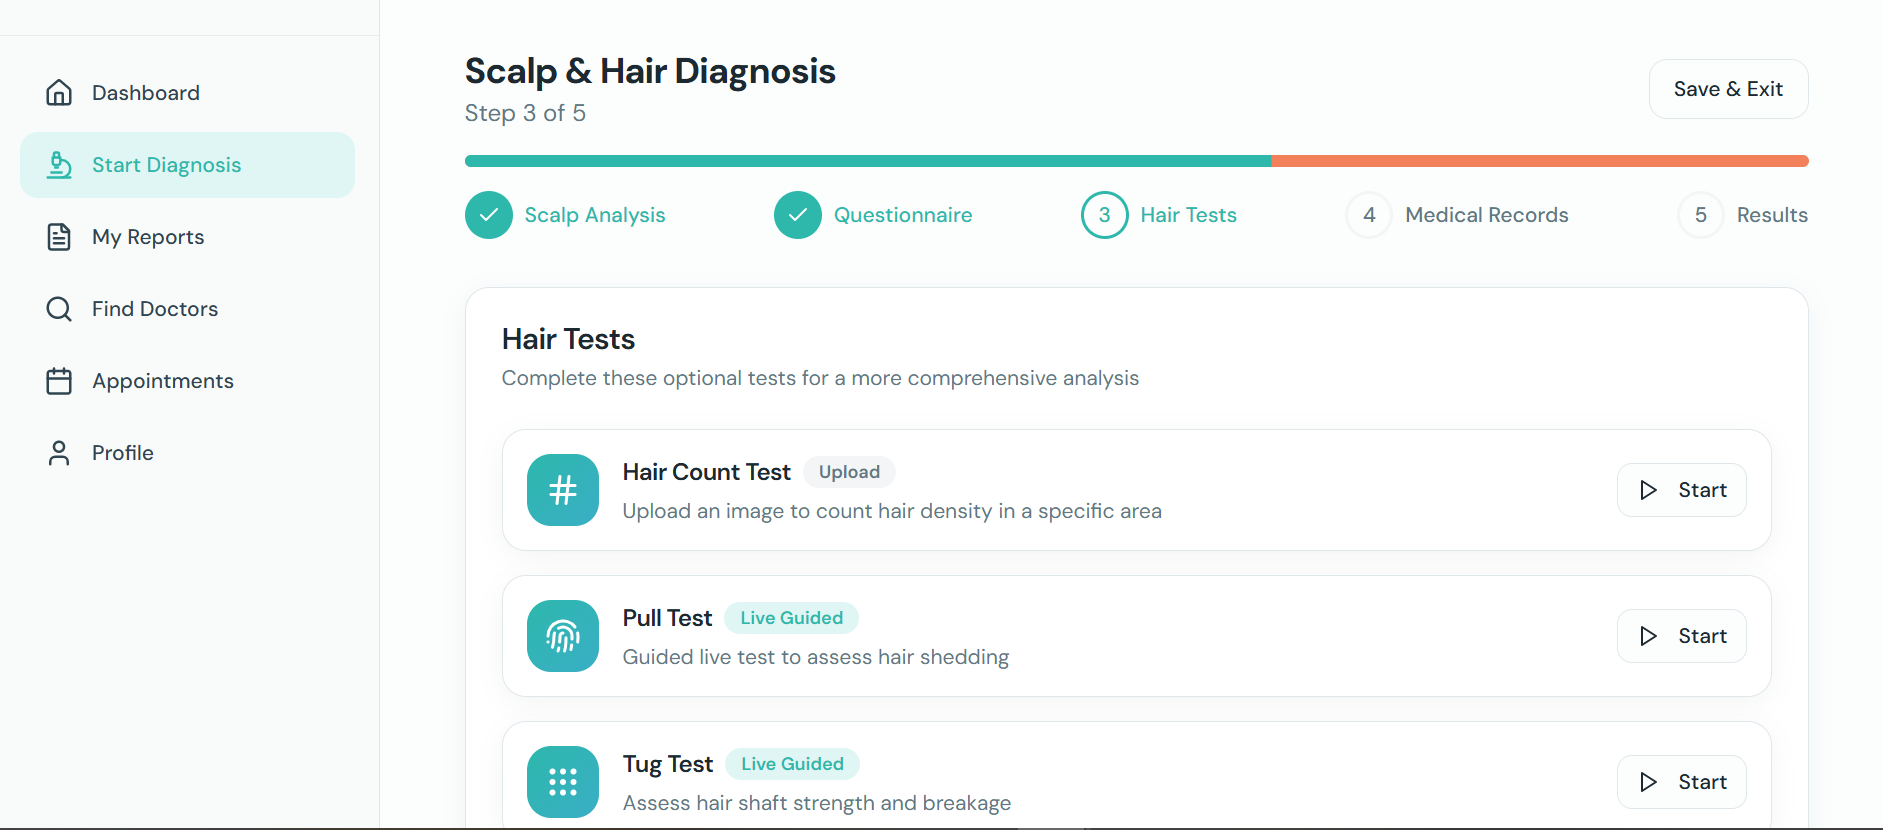 Dashboard
Start Diagnosis
My Reports
Find Doctors
Appointments
Profile
Scalp & Hair Diagnosis
Step 3 of 5
Save & Exit
Scalp Analysis
Questionnaire
3 Hair Tests
4 Medical Records
5 Results
Hair Tests
Complete these optional tests for a more comprehensive analysis
Hair Count Test Upload
Upload an image to count hair density in a specific area
Start
Pull Test Live Guided
Guided live test to assess hair shedding
Start
Tug Test Live Guided
Assess hair shaft strength and breakage
Start